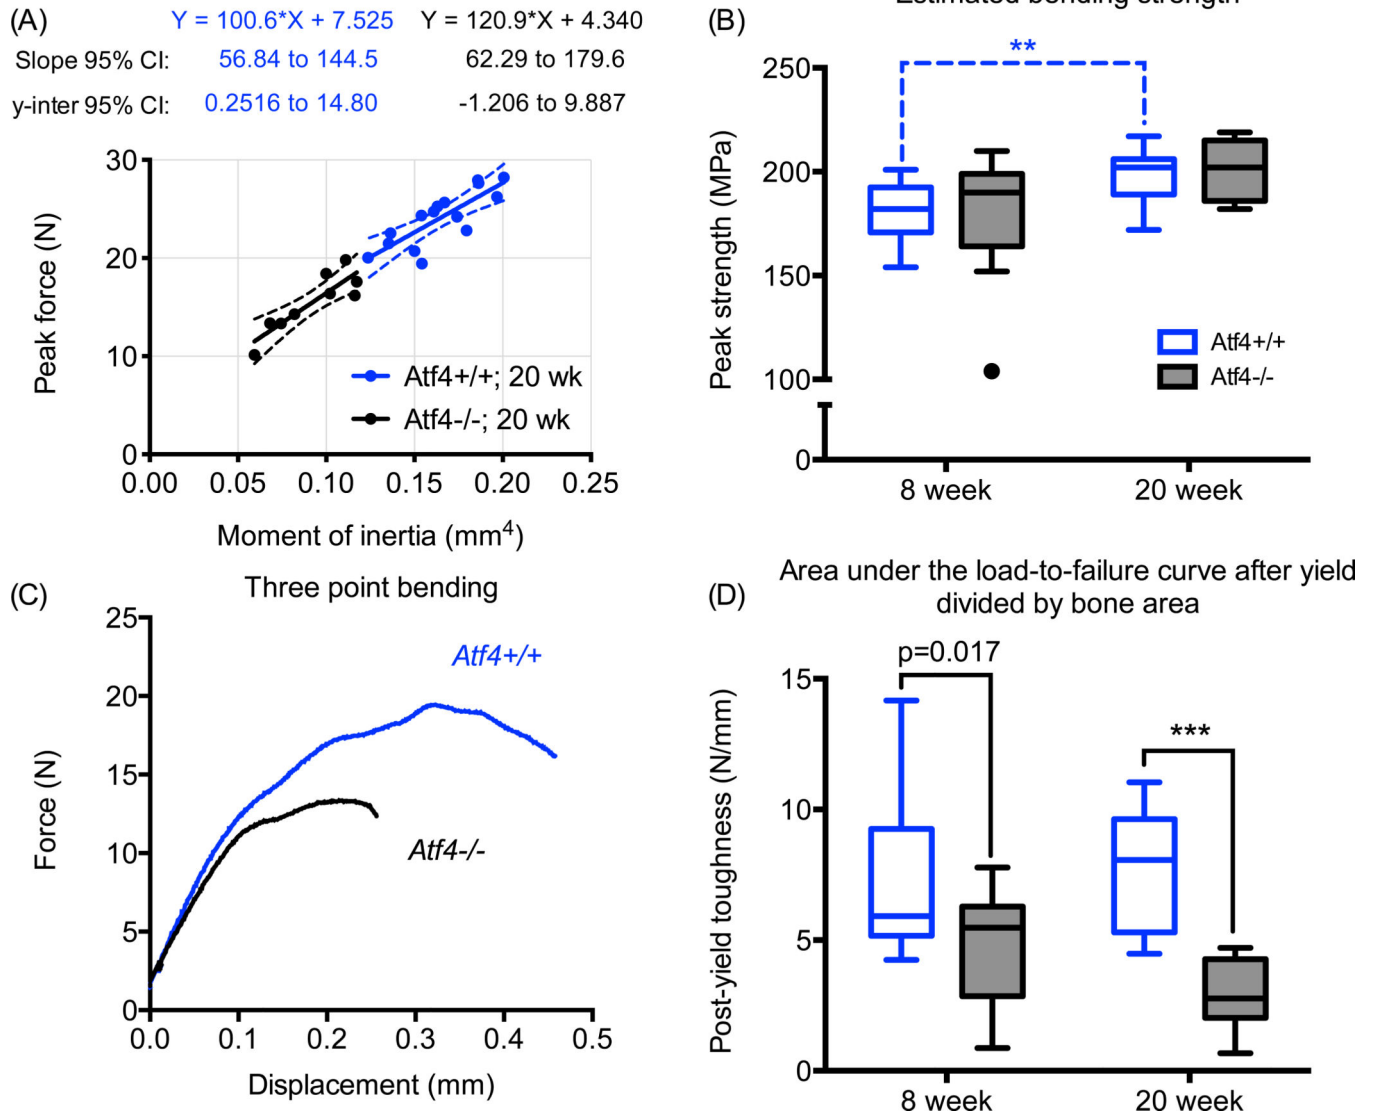 (A)
Y = 100.6*X + 7.525 Y = 120.9*X + 4.340
Slope 95% CI: 56.84 to 144.5 62.29 to 179.6
y-inter 95% CI: 0.2516 to 14.80 -1.206 to 9.887
30
20
10
0
Peak force (N)
0.00 0.05 0.10 0.15 0.20 0.25
Moment of inertia (mm⁴)
Atf4+/+; 20 wk
Atf4-/-; 20 wk
(B)
Estimated bending strength
**
250
200
150
100
0
Peak strength (MPa)
Atf4+/+
Atf4-/-
8 week 20 week
(C)
Three point bending
25
20
15
10
5
0
Force (N)
Atf4+/+
Atf4-/-
0.0 0.1 0.2 0.3 0.4 0.5
Displacement (mm)
(D)
Area under the load-to-failure curve after yield
divided by bone area
p=0.017
***
15
10
5
0
Post-yield toughness (N/mm)
8 week 20 week